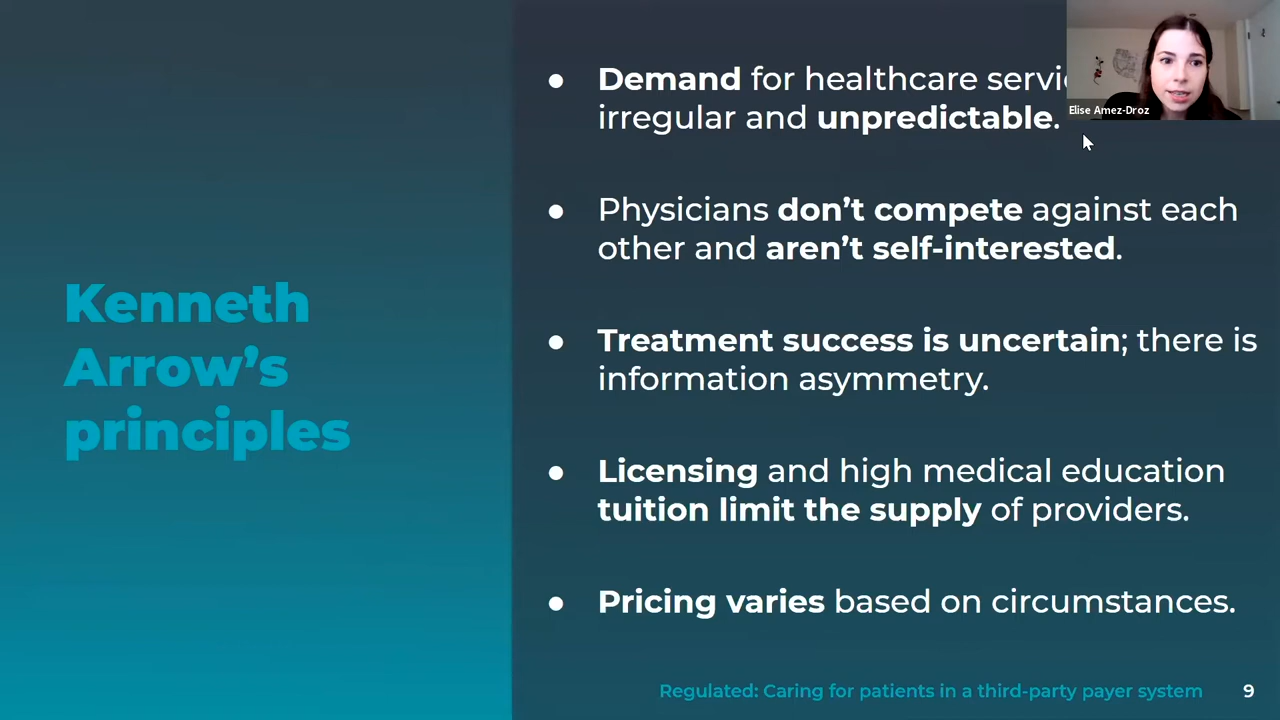 Kenneth
Arrow’s
principles
● Demand for healthcare
irregular and unpredictable.
● Physicians don’t compete against each
other and aren’t self-interested.
● Treatment success is uncertain; there is
information asymmetry.
● Licensing and high medical education
tuition limit the supply of providers.
● Pricing varies based on circumstances.
Elise Amez-Droz
Regulated: Caring for patients in a third-party payer system
9